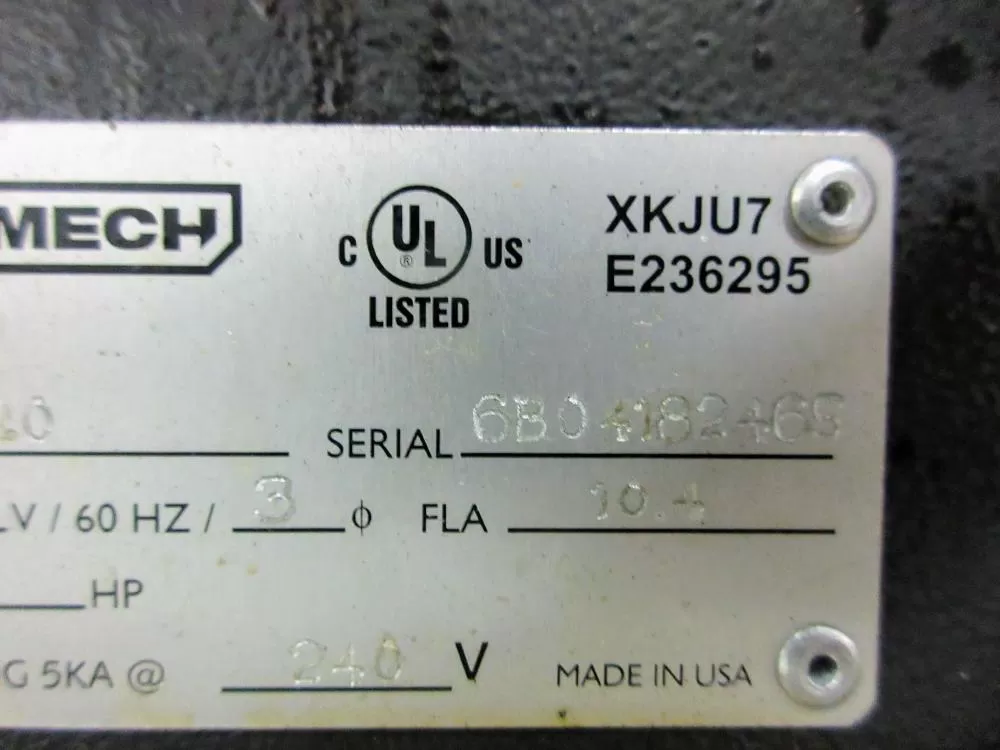 MECH
C UL® US
LISTED
XKJU7
E236295
SERIAL 6B04182468
V / 60 HZ / 3 ϕ FLA 10.4
HP
G 5KA @ 240 V MADE IN USA